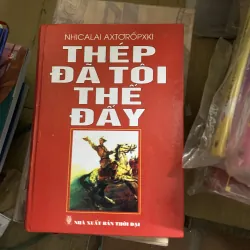 NHICALAI AXTƠRỐPXKI
THÉP
ĐÃ TÔI
THẾ
ĐẤY
NHÀ XUẤT BẢN THỜI ĐẠI